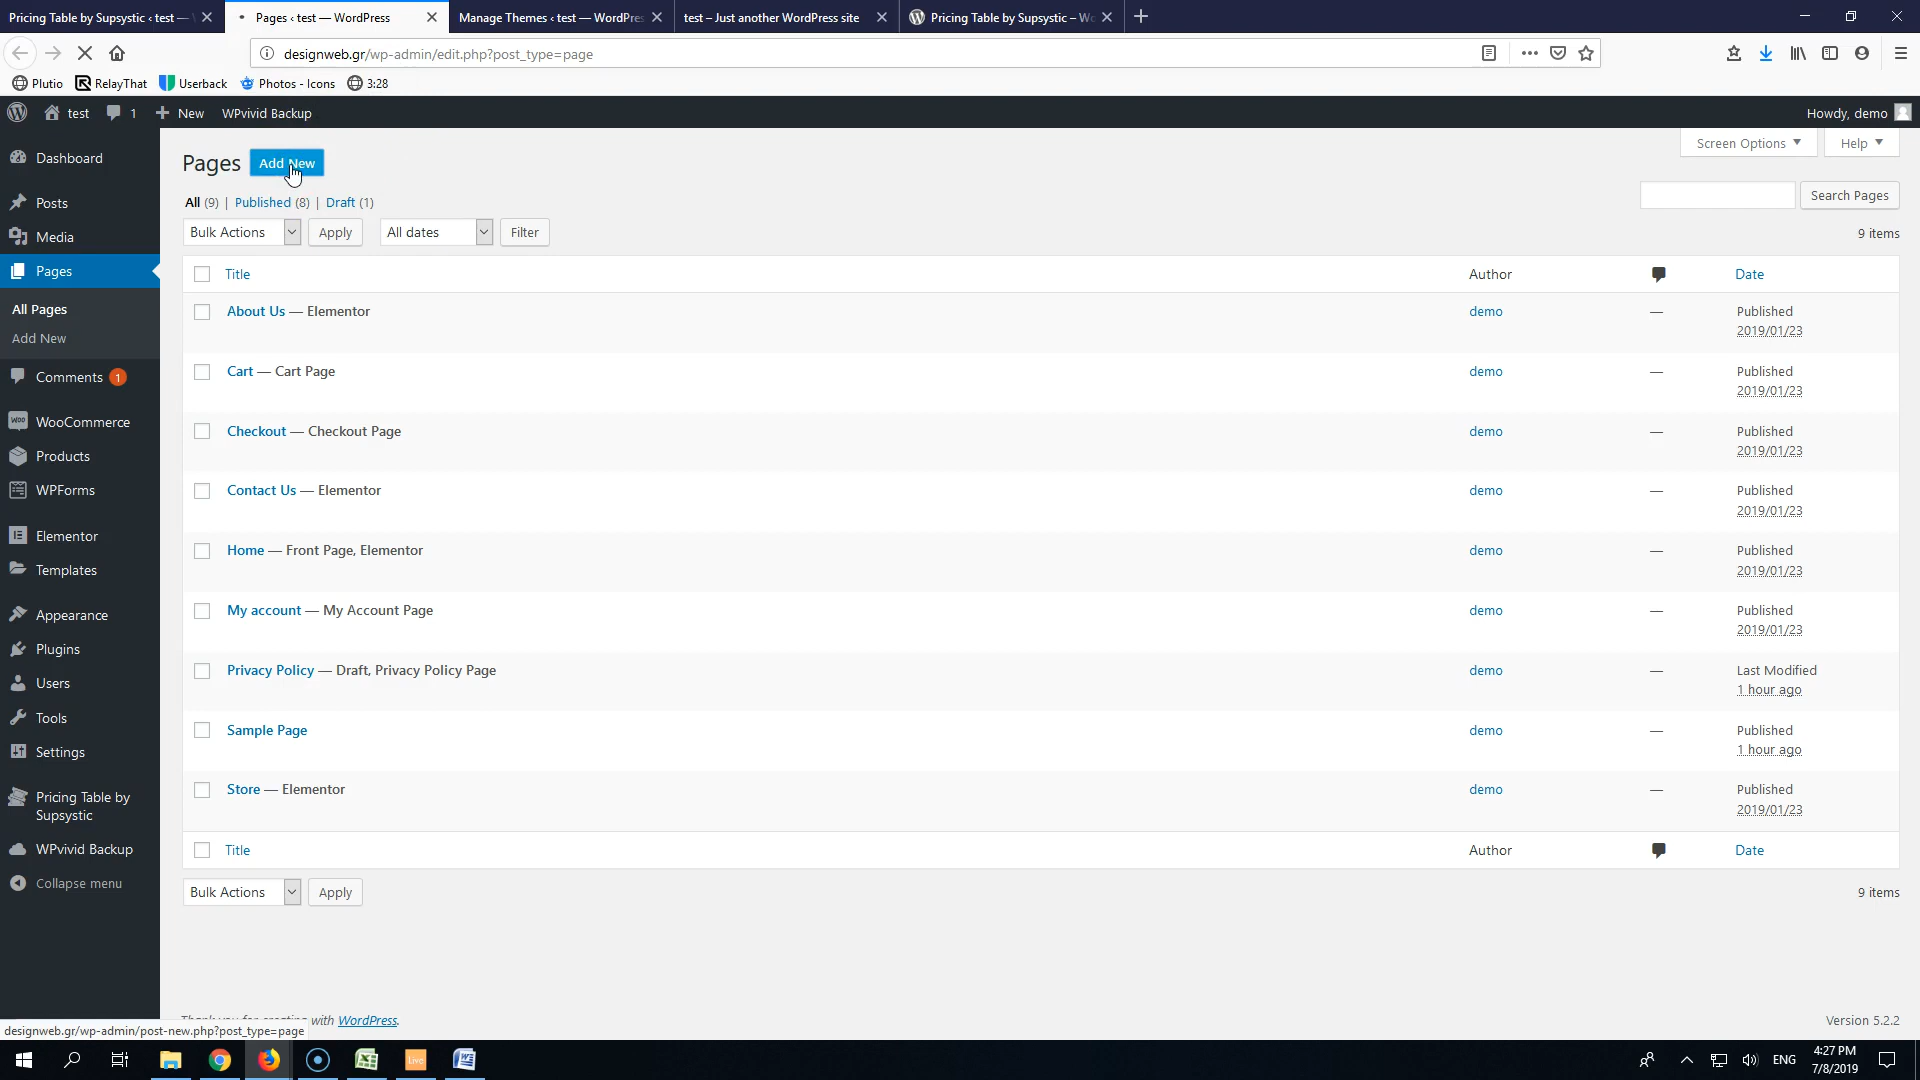 Pricing Table by Supsystic ‹ test —
Pages ‹ test — WordPress
Manage Themes ‹ test — WordPre
test – Just another WordPress site
Pricing Table by Supsystic – Wo
designweb.gr/wp-admin/edit.php?post_type=page
Plutio
RelayThat
Userback
Photos - Icons
3:28
test
1
New
WPvivid Backup
Howdy, demo
Dashboard
Posts
Media
Pages
All Pages
Add New
Comments 1
WooCommerce
Products
WPForms
Elementor
Templates
Appearance
Plugins
Users
Tools
Settings
Pricing Table by
Supsystic
WPvivid Backup
Collapse menu
Screen Options
Help
Pages Add New
All (9) | Published (8) | Draft (1)
Search Pages
Bulk Actions Apply All dates Filter
9 items
Title Author Date
About Us — Elementor demo — Published
2019/01/23
Cart — Cart Page demo — Published
2019/01/23
Checkout — Checkout Page demo — Published
2019/01/23
Contact Us — Elementor demo — Published
2019/01/23
Home — Front Page, Elementor demo — Published
2019/01/23
My account — My Account Page demo — Published
2019/01/23
Privacy Policy — Draft, Privacy Policy Page demo — Last Modified
1 hour ago
Sample Page demo — Published
1 hour ago
Store — Elementor demo — Published
2019/01/23
Title Author Date
Bulk Actions Apply
9 items
Thank you for creating with WordPress.
Version 5.2.2
designweb.gr/wp-admin/post-new.php?post_type=page
Live
ENG
4:27 PM
7/8/2019